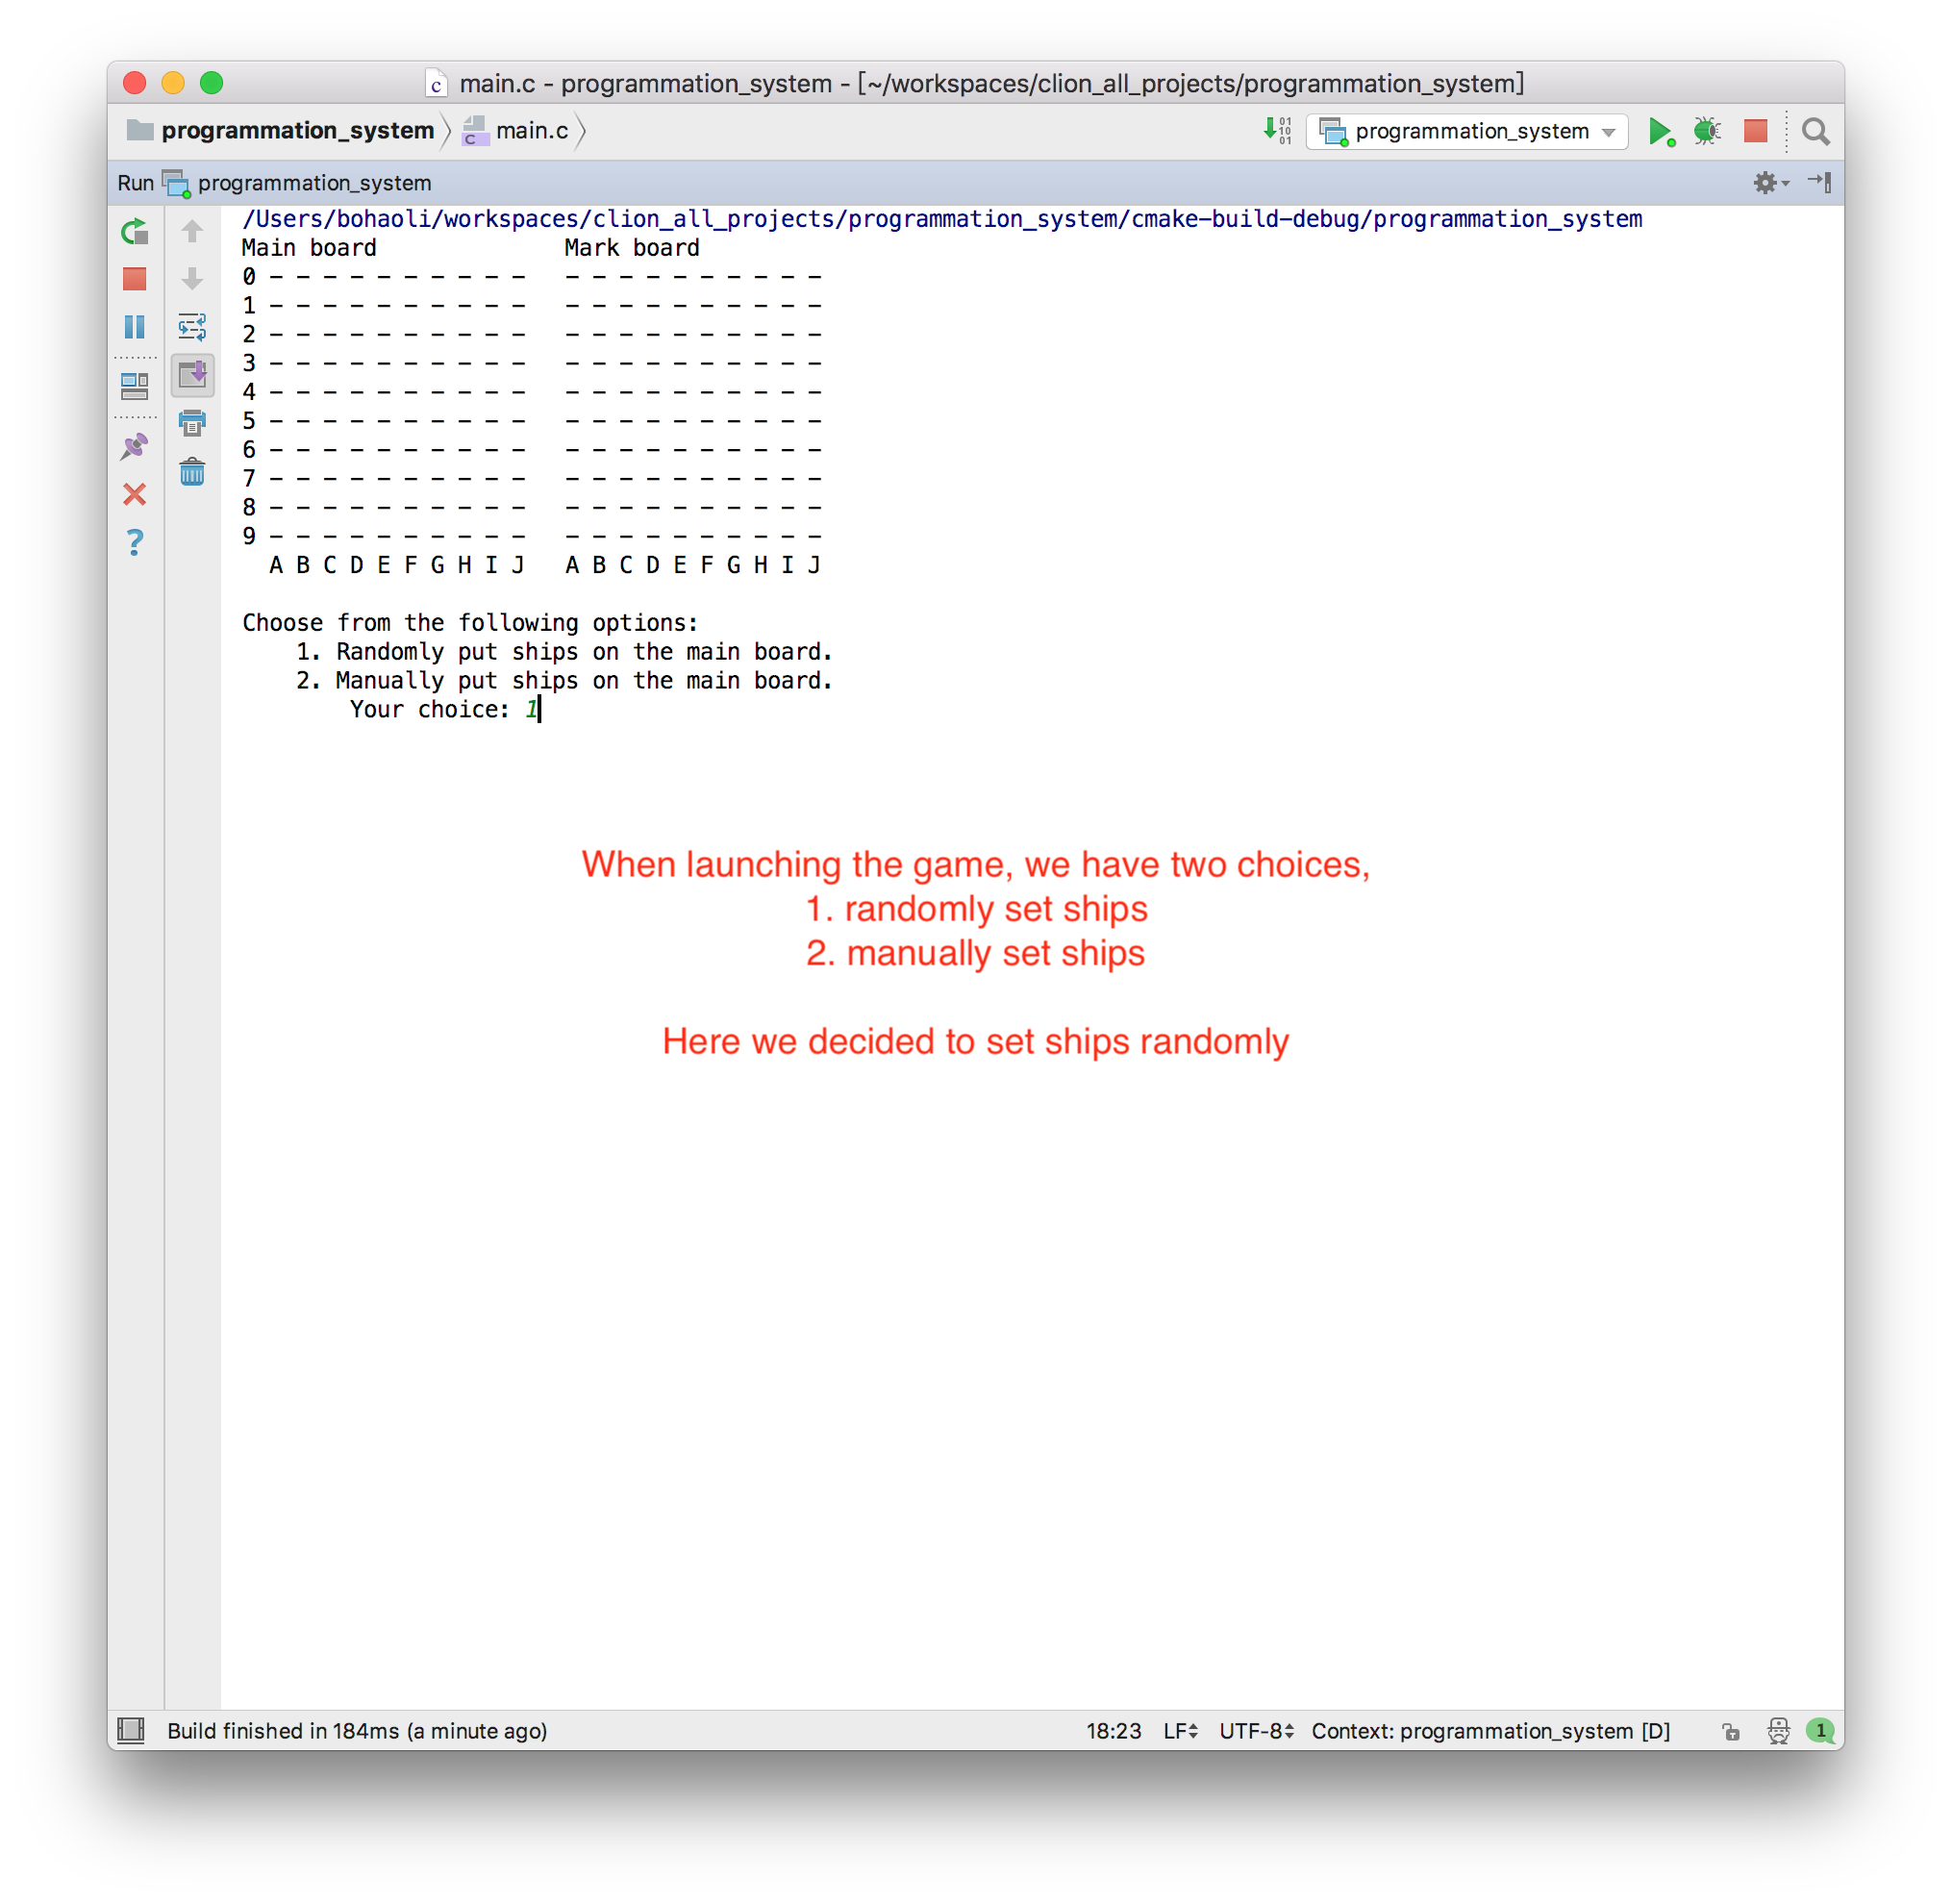 main.c - programmation_system - [~/workspaces/clion_all_projects/programmation_system]
programmation_system main.c programmation_system
Run programmation_system
/Users/bohaoli/workspaces/clion_all_projects/programmation_system/cmake-build-debug/programmation_system
Main board              Mark board
0 - - - - - - - - - -   - - - - - - - - - -
1 - - - - - - - - - -   - - - - - - - - - -
2 - - - - - - - - - -   - - - - - - - - - -
3 - - - - - - - - - -   - - - - - - - - - -
4 - - - - - - - - - -   - - - - - - - - - -
5 - - - - - - - - - -   - - - - - - - - - -
6 - - - - - - - - - -   - - - - - - - - - -
7 - - - - - - - - - -   - - - - - - - - - -
8 - - - - - - - - - -   - - - - - - - - - -
9 - - - - - - - - - -   - - - - - - - - - -
  A B C D E F G H I J   A B C D E F G H I J
Choose from the following options:
    1. Randomly put ships on the main board.
    2. Manually put ships on the main board.
        Your choice: 1
When launching the game, we have two choices,
1. randomly set ships
2. manually set ships
Here we decided to set ships randomly
Build finished in 184ms (a minute ago) 18:23 LF UTF-8 Context: programmation_system [D] 1